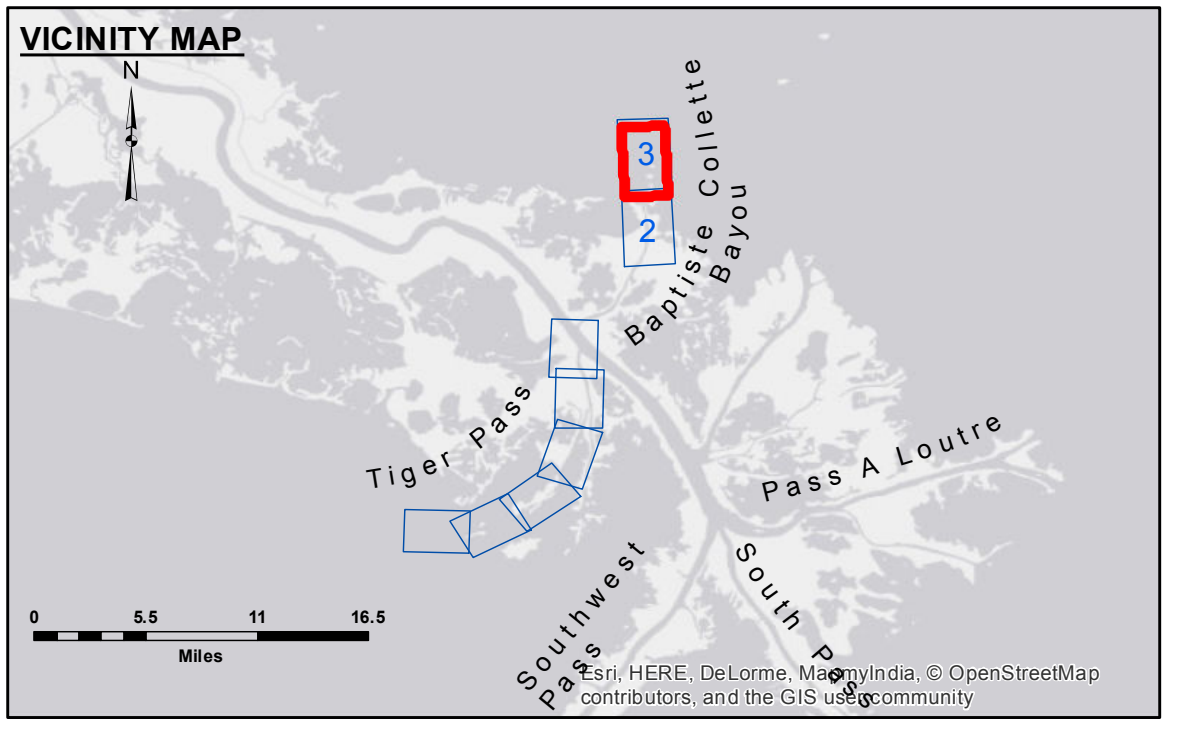 VICINITY MAP
N
3
2
Baptiste Collette
Bayou
Tiger Pass
Pass A Loutre
South Pass
Southwest
Pass
0 5.5 11 16.5
Miles
Esri, HERE, DeLorme, MapmyIndia, © OpenStreetMap
contributors, and the GIS user community